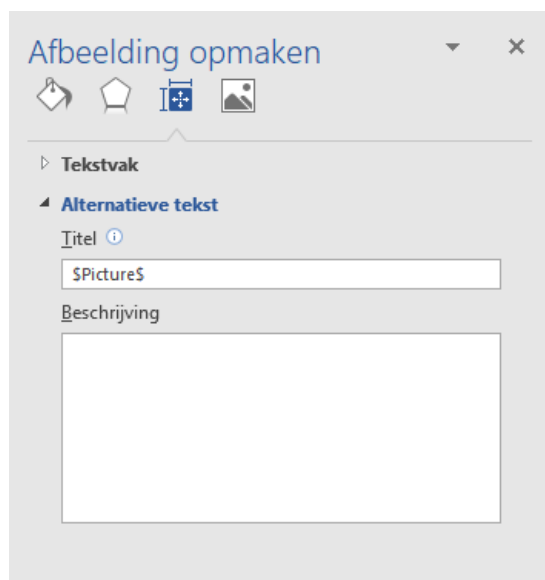 Afbeelding opmaken
Tekstvak
Alternatieve tekst
Titel
$Picture$
Beschrijving